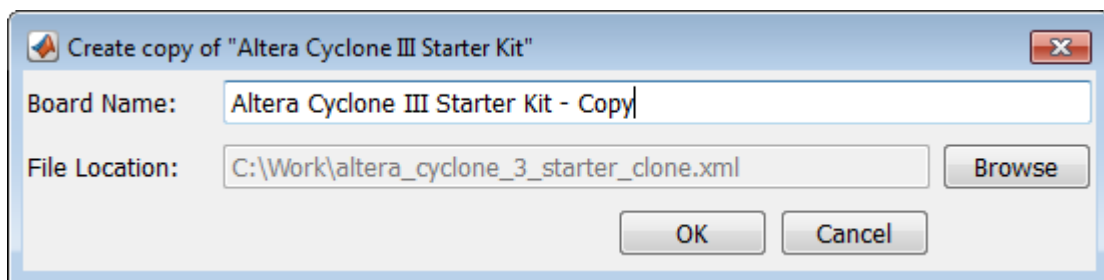 Create copy of "Altera Cyclone III Starter Kit"
Board Name: Altera Cyclone III Starter Kit - Copy
File Location: C:\Work\altera_cyclone_3_starter_clone.xml Browse
OK Cancel